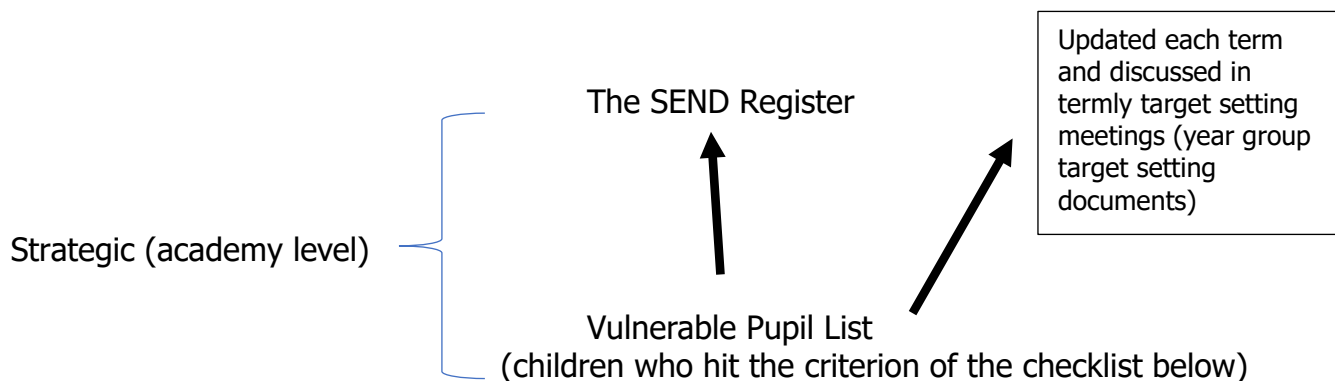 Updated each term
and discussed in
termly target setting
meetings (year group
target setting
documents)
The SEND Register
Strategic (academy level)
Vulnerable Pupil List
(children who hit the criterion of the checklist below)